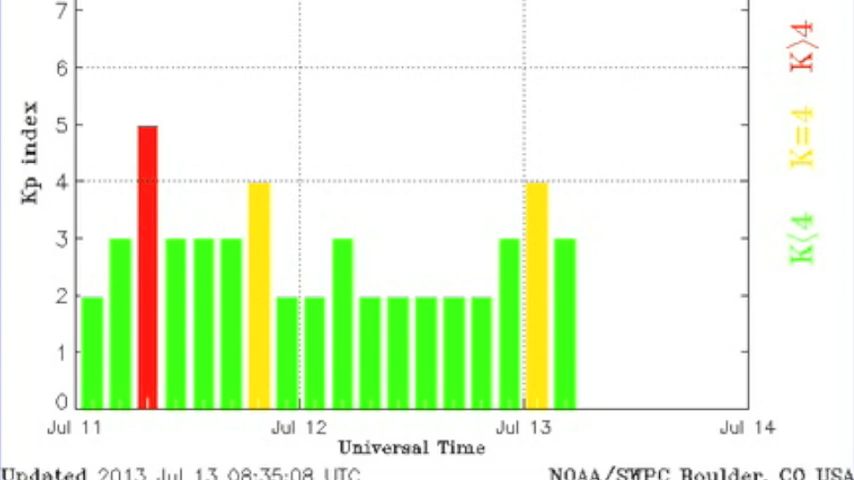 7
6
5
4
3
2
1
0
Kp index
Jul 11 Jul 12 Jul 13 Jul 14
Universal Time
Updated 2013 Jul 13 08:35:08 UTC NOAA/SWPC Boulder, CO USA
K>4
K=4
K<4